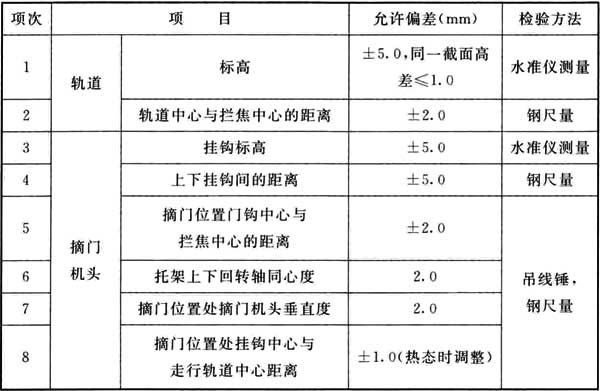 项次 项 目 允许偏差(mm) 检验方法
1 轨道 标高 ±5.0,同一截面高
差≤1.0 水准仪测量
2 轨道中心与拦焦中心的距离 ±2.0 钢尺量
3 摘门
机头 挂钩标高 ±5.0 水准仪测量
4 上下挂钩间的距离 ±5.0 钢尺量
5 摘门位置门钩中心与
拦焦中心的距离 ±2.0 吊线锤,
钢尺量
6 托架上下回转轴同心度 2.0
7 摘门位置处摘门机头垂直度 2.0
8 摘门位置处挂钩中心与
走行轨道中心距离 ±1.0(热态时调整)